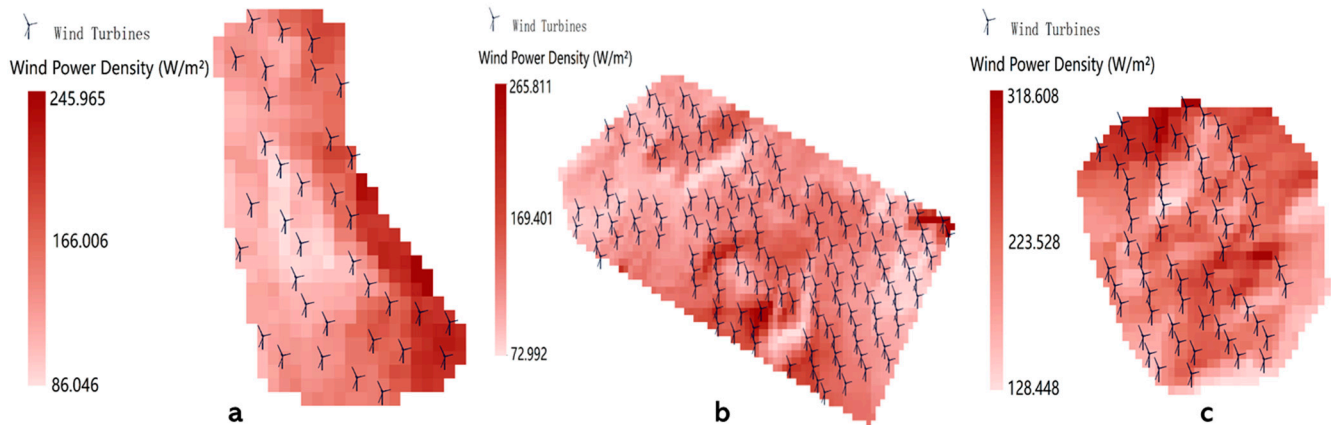 Wind Turbines
Wind Power Density (W/m²)
245.965
166.006
86.046
a
Wind Turbines
Wind Power Density (W/m²)
265.811
169.401
72.992
b
Wind Turbines
Wind Power Density (W/m²)
318.608
223.528
128.448
c